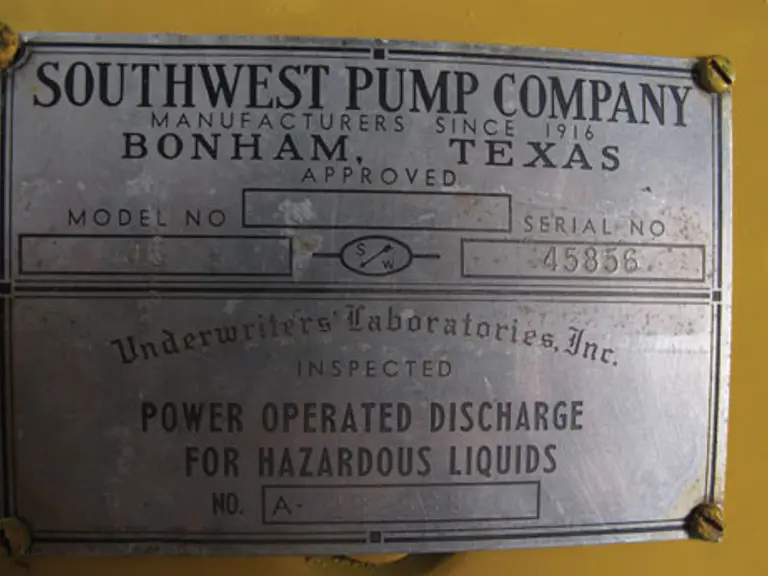 SOUTHWEST PUMP COMPANY
MANUFACTURERS SINCE 1916
BONHAM, TEXAS
APPROVED
MODEL NO
SERIAL NO
S W
45856
Underwriters' Laboratories, Inc.
INSPECTED
POWER OPERATED DISCHARGE
FOR HAZARDOUS LIQUIDS
NO. A-